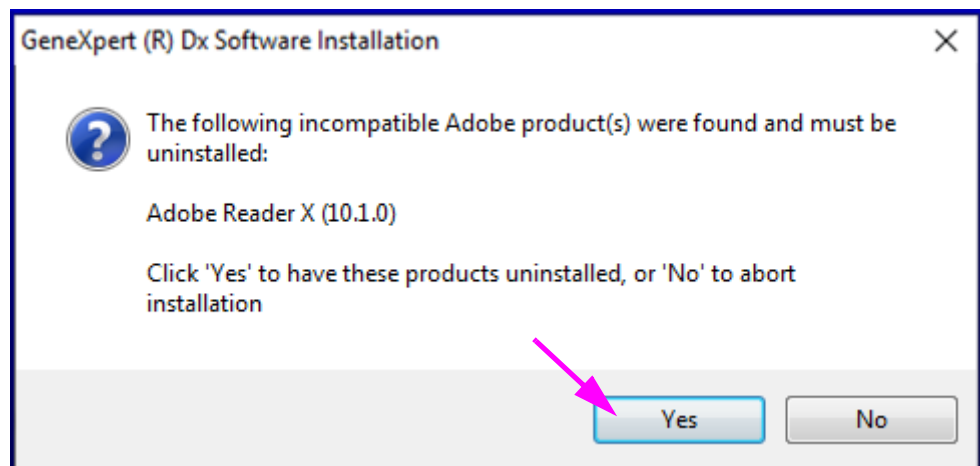 GeneXpert (R) Dx Software Installation
The following incompatible Adobe product(s) were found and must be
uninstalled:
Adobe Reader X (10.1.0)
Click 'Yes' to have these products uninstalled, or 'No' to abort
installation
Yes No